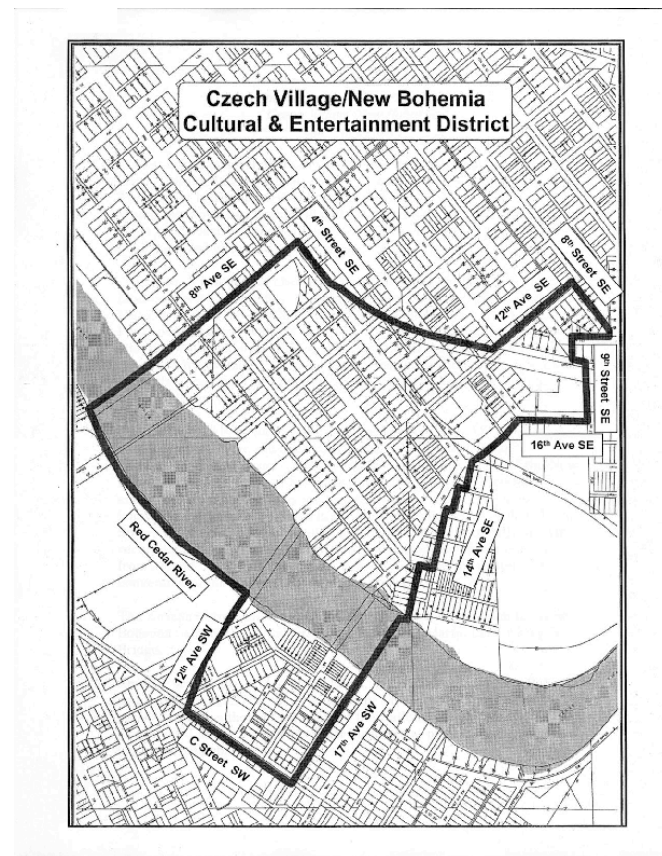 Czech Village/New Bohemia
Cultural & Entertainment District
4th Street SE
8th Ave SE
8th Street SE
12th Ave SE
9th Street SE
16th Ave SE
14th Ave SE
Red Cedar River
12th Ave SW
17th Ave SW
C Street SW